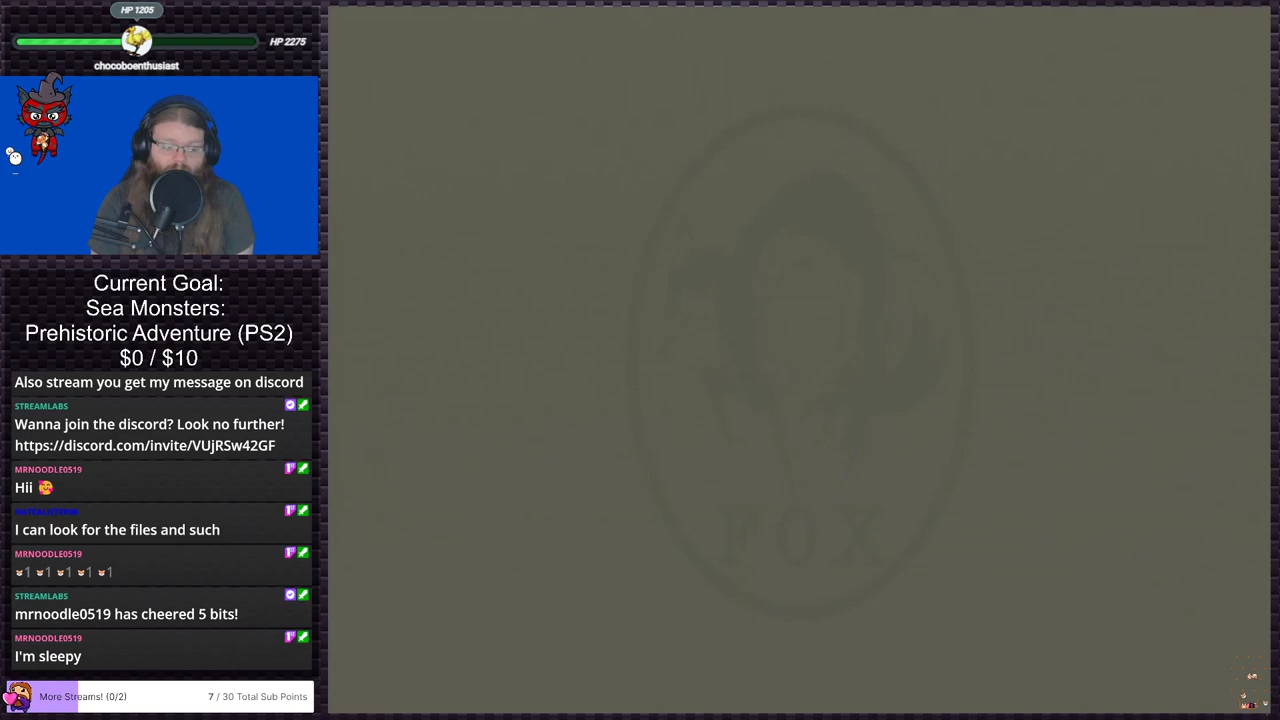 HP 1205
HP 2275
chocoboenthusiast
Current Goal:
Sea Monsters:
Prehistoric Adventure (PS2)
$0 / $10
Also stream you get my message on discord
STREAMLABS
Wanna join the discord? Look no further!
https://discord.com/invite/VUjRSw42GF
MRNOODLE0519
Hii
I can look for the files and such
MRNOODLE0519
1 1 1 1 1
STREAMLABS
mrnoodle0519 has cheered 5 bits!
MRNOODLE0519
I'm sleepy
More Streams! (0/2)
7 / 30 Total Sub Points